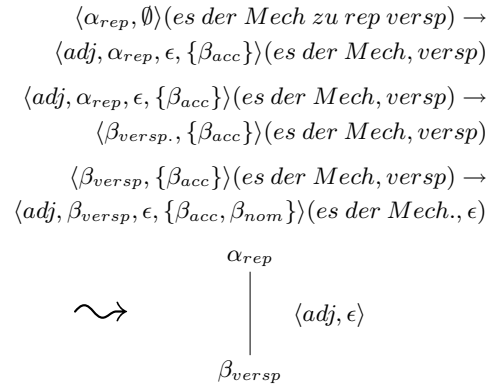 ⟨α_rep, ∅⟩(es der Mech zu rep versp) →
⟨adj, α_rep, ϵ, {β_acc}⟩(es der Mech, versp)
⟨adj, α_rep, ϵ, {β_acc}⟩(es der Mech, versp) →
⟨β_versp., {β_acc}⟩(es der Mech, versp)
⟨β_versp, {β_acc}⟩(es der Mech, versp) →
⟨adj, β_versp, ϵ, {β_acc, β_nom}⟩(es der Mech., ϵ)
α_rep
⤳ ⟨adj, ϵ⟩
β_versp